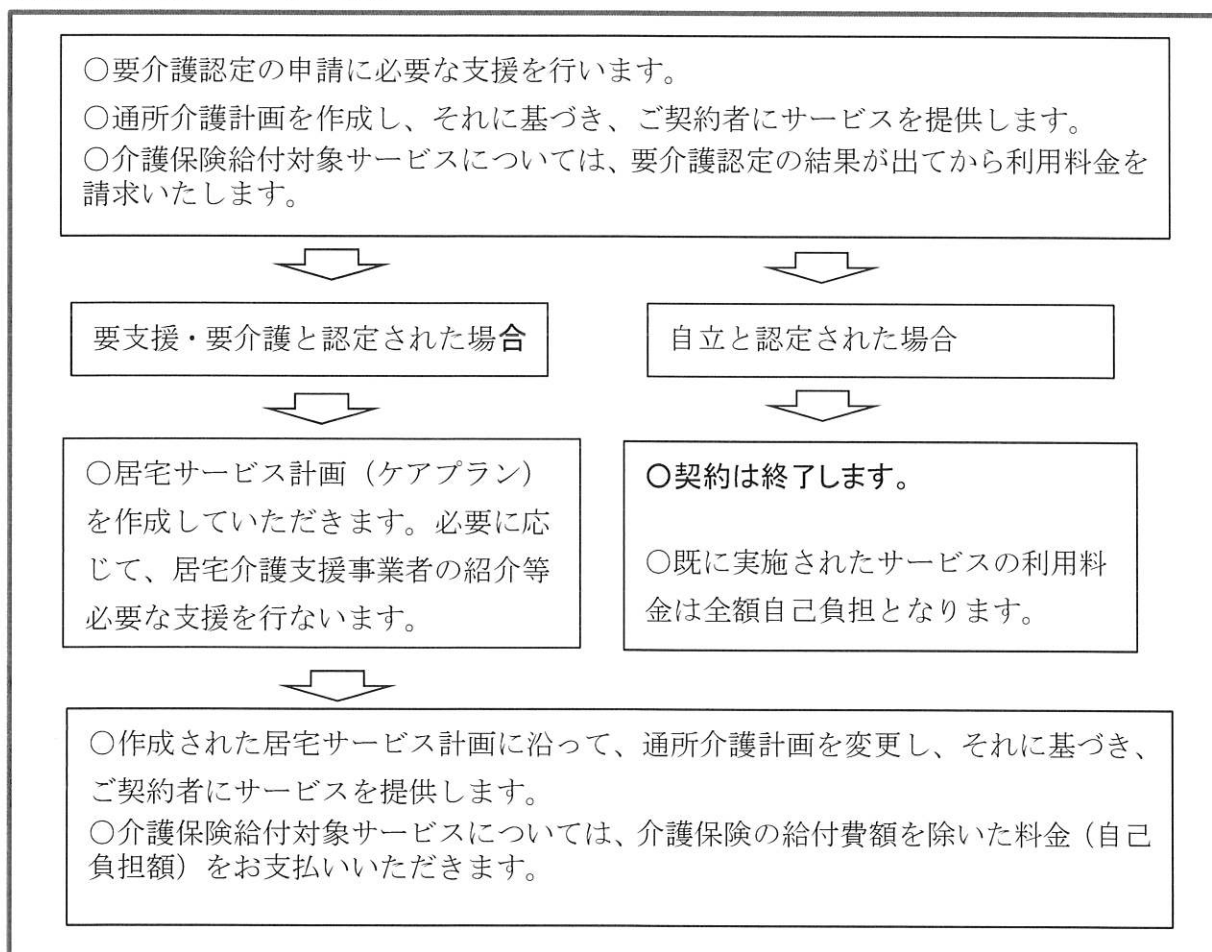 ○要介護認定の申請に必要な支援を行います。
○通所介護計画を作成し、それに基づき、ご契約者にサービスを提供します。
○介護保険給付対象サービスについては、要介護認定の結果が出てから利用料金を
請求いたします。
要支援・要介護と認定された場合
自立と認定された場合
○居宅サービス計画（ケアプラン）
を作成していただきます。必要に応
じて、居宅介護支援事業者の紹介等
必要な支援を行ないます。
○契約は終了します。
○既に実施されたサービスの利用料
金は全額自己負担となります。
○作成された居宅サービス計画に沿って、通所介護計画を変更し、それに基づき、
ご契約者にサービスを提供します。
○介護保険給付対象サービスについては、介護保険の給付費額を除いた料金（自己
負担額）をお支払いいただきます。